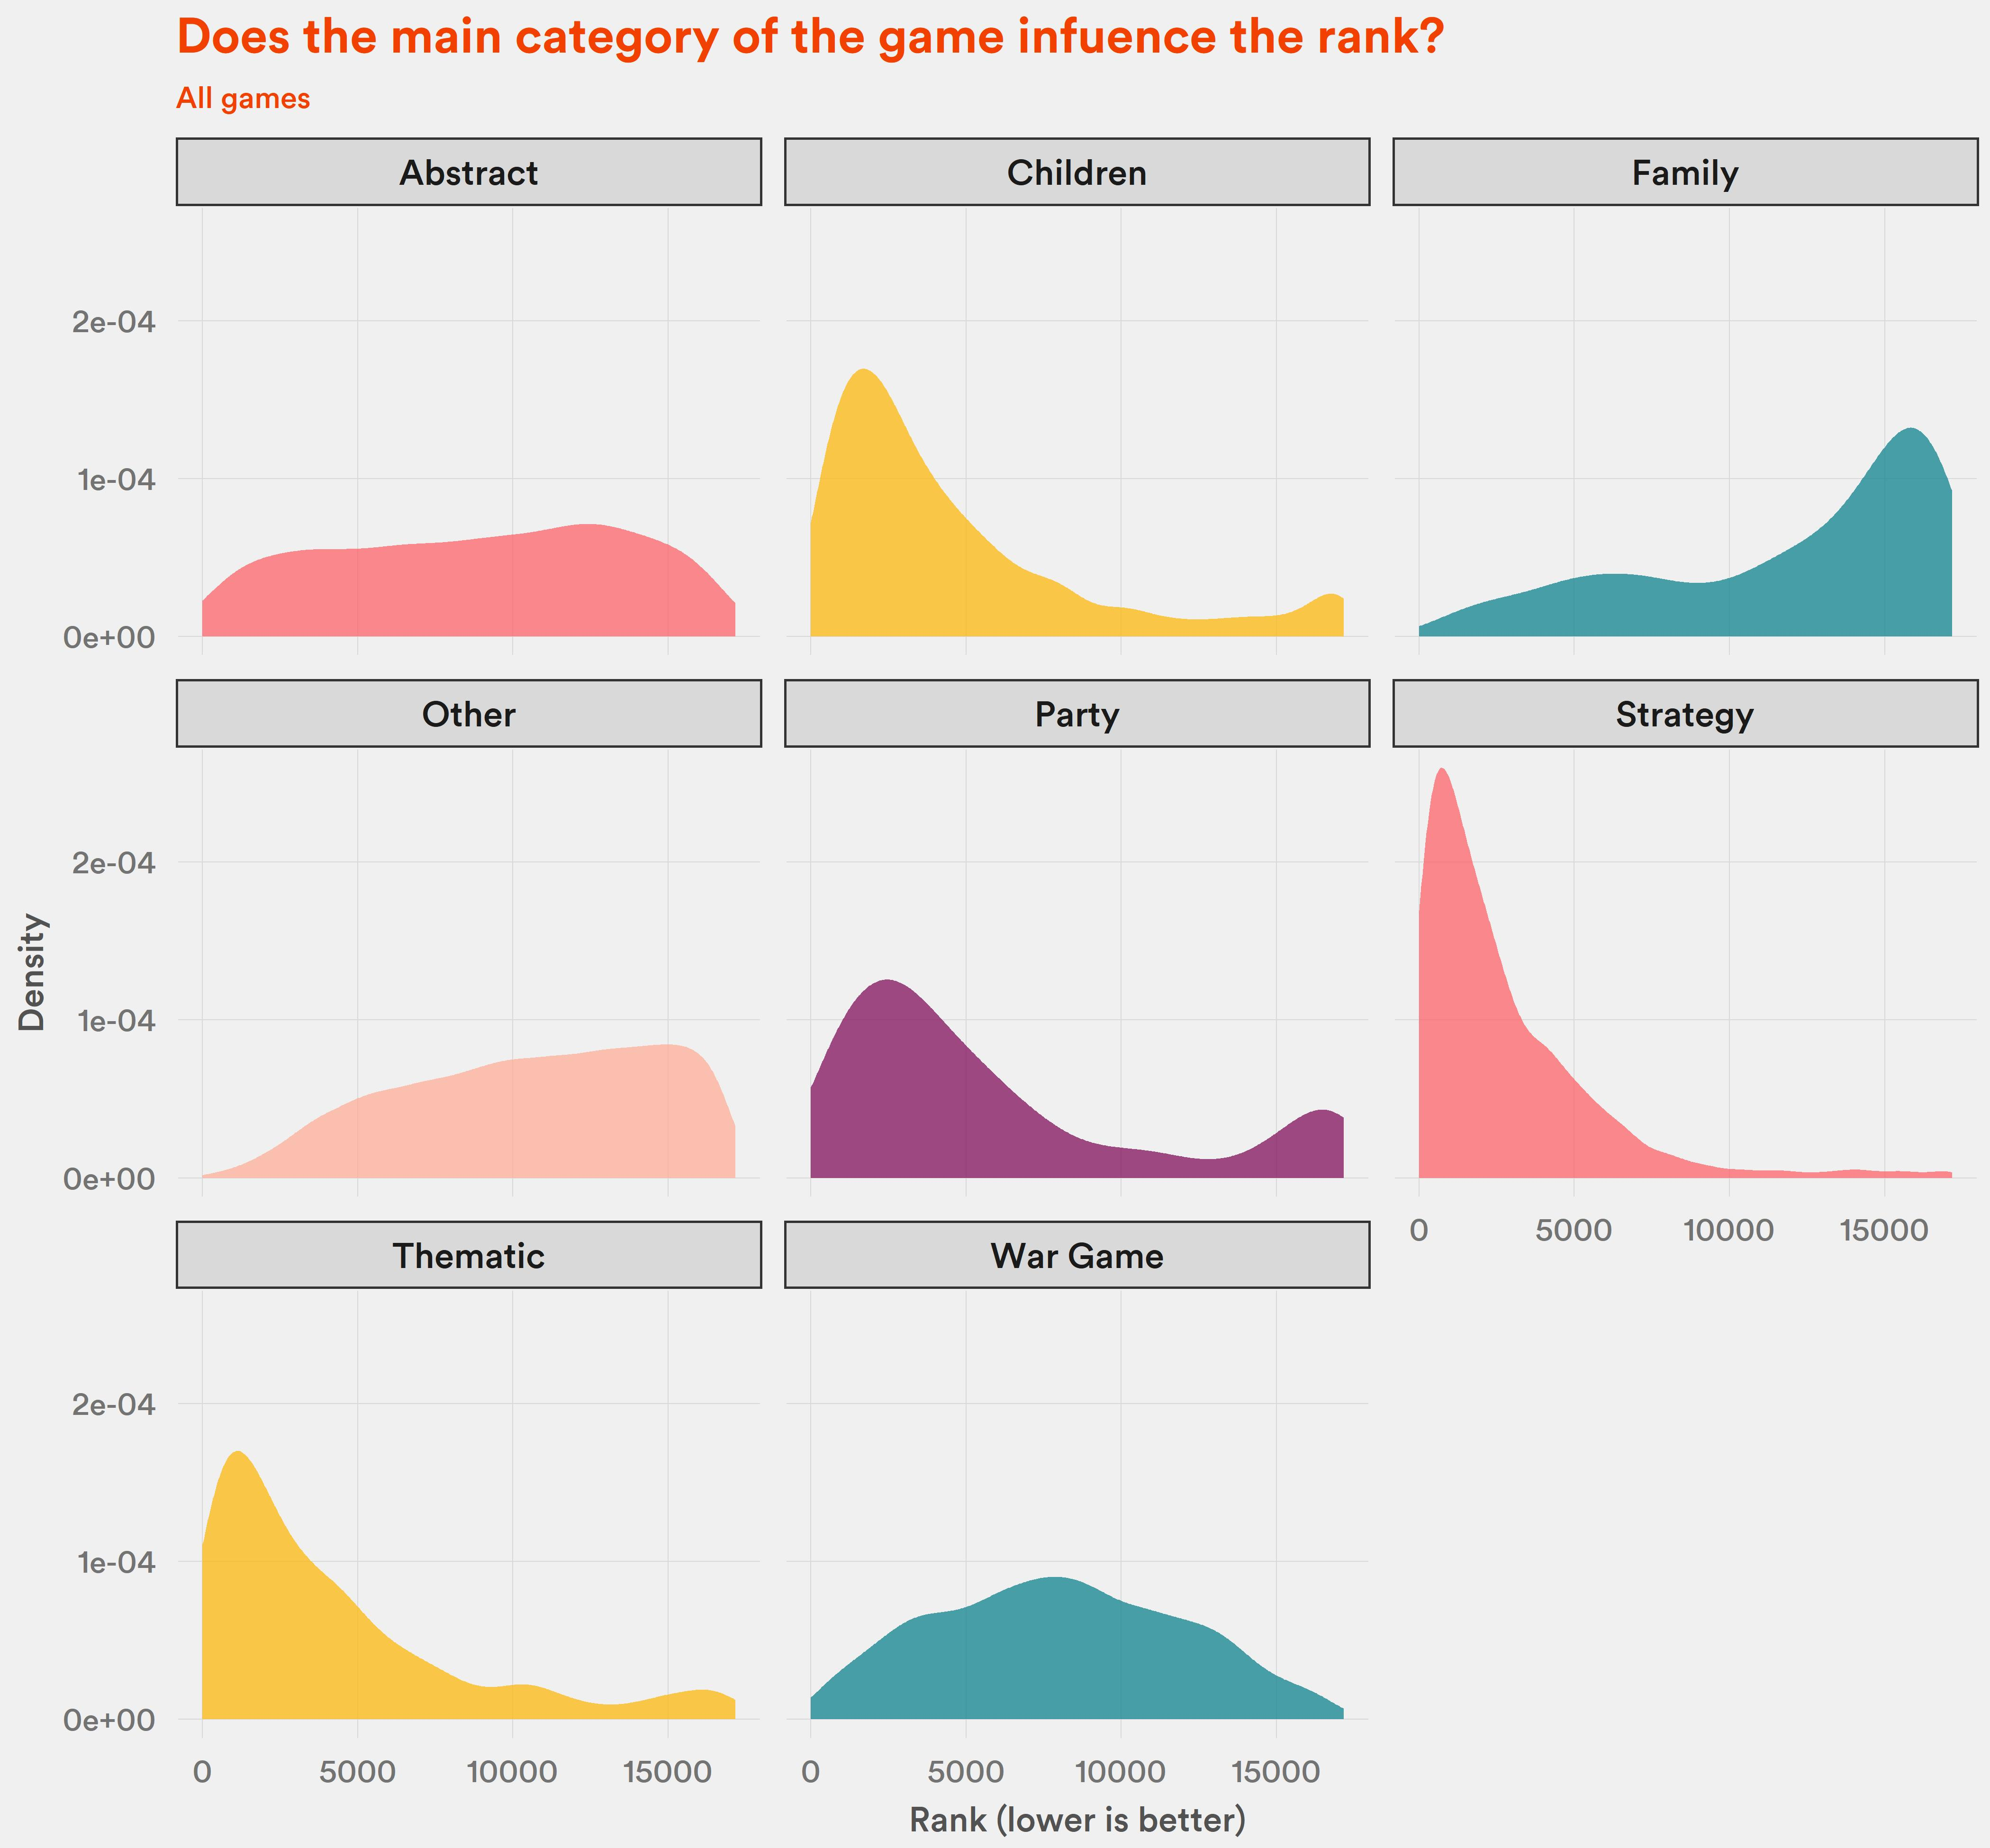 Does the main category of the game infuence the rank?
All games
Abstract
Children
Family
2e-04
1e-04
0e+00
Other
Party
Strategy
Density
2e-04
1e-04
0e+00
0 5000 10000 15000
Thematic
War Game
2e-04
1e-04
0e+00
0 5000 10000 15000
0 5000 10000 15000
Rank (lower is better)